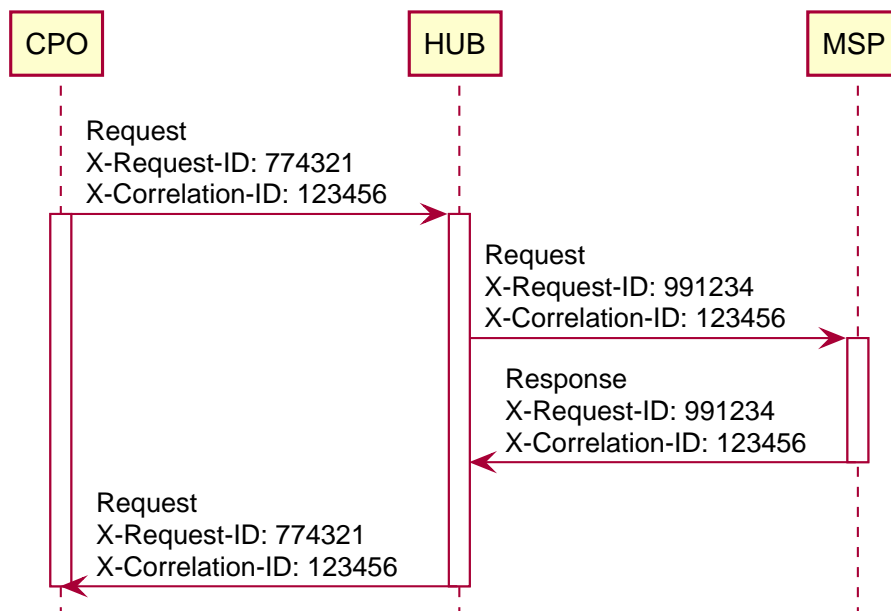 CPO
HUB
MSP
Request
X-Request-ID: 774321
X-Correlation-ID: 123456
Request
X-Request-ID: 991234
X-Correlation-ID: 123456
Response
X-Request-ID: 991234
X-Correlation-ID: 123456
Request
X-Request-ID: 774321
X-Correlation-ID: 123456